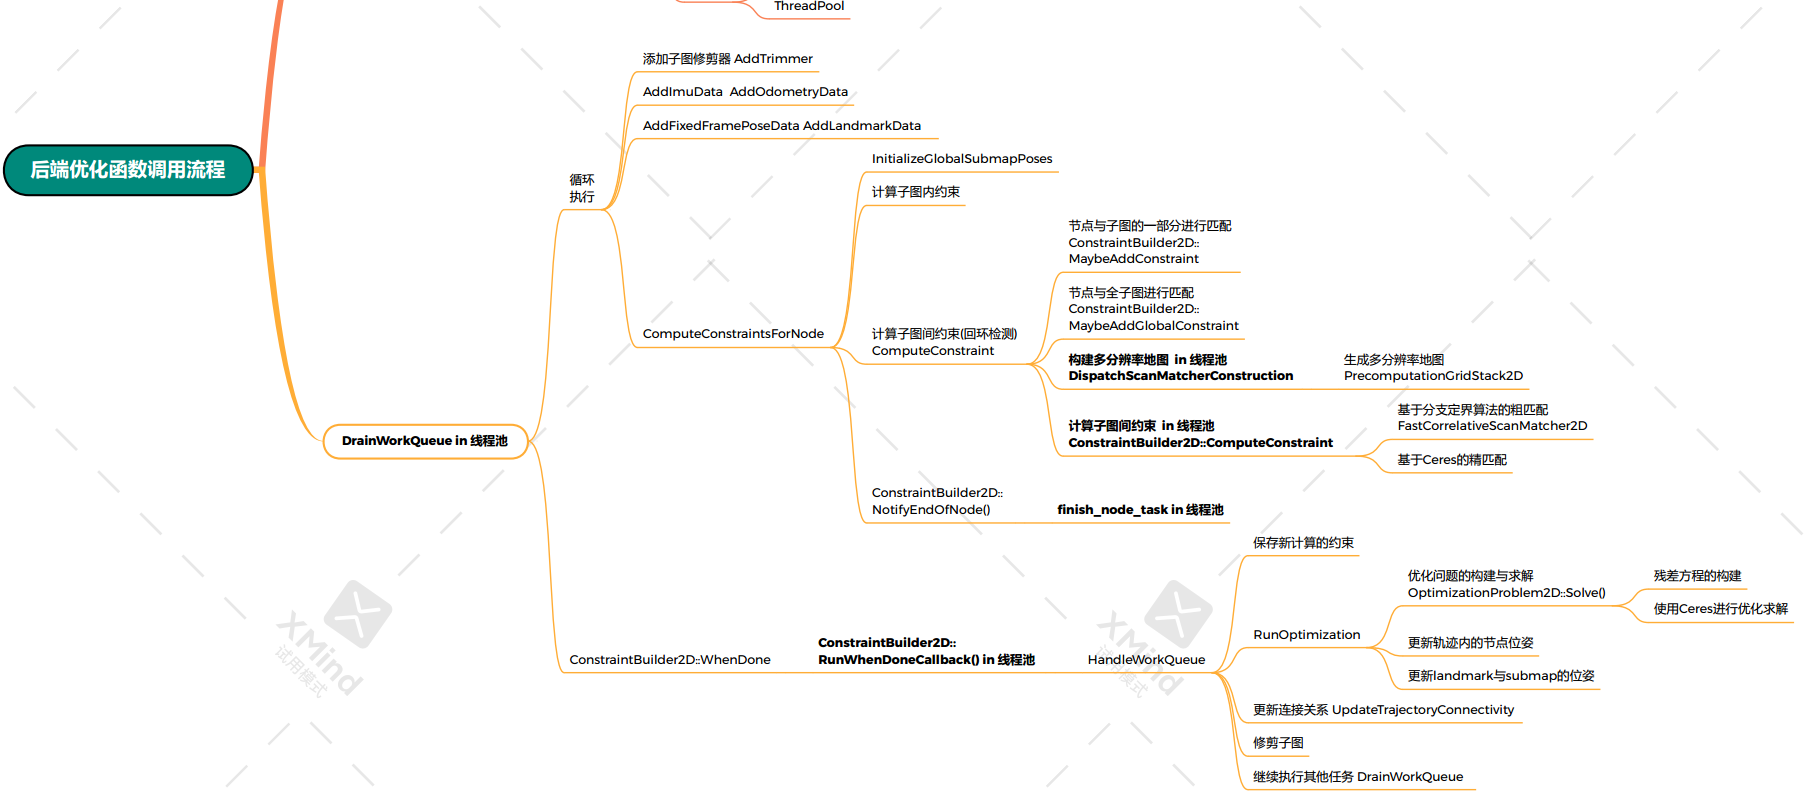 ThreadPool
后端优化函数调用流程
DrainWorkQueue in 线程池
循环
执行
添加子图修剪器 AddTrimmer
AddImuData  AddOdometryData
AddFixedFramePoseData AddLandmarkData
ComputeConstraintsForNode
InitializeGlobalSubmapPoses
计算子图内约束
计算子图间约束(回环检测)
ComputeConstraint
节点与子图的一部分进行匹配
ConstraintBuilder2D::
MaybeAddConstraint
节点与全子图进行匹配
ConstraintBuilder2D::
MaybeAddGlobalConstraint
构建多分辨率地图 in 线程池
DispatchScanMatcherConstruction
生成多分辨率地图
PrecomputationGridStack2D
计算子图间约束 in 线程池
ConstraintBuilder2D::ComputeConstraint
基于分支定界算法的粗匹配
FastCorrelativeScanMatcher2D
基于Ceres的精匹配
ConstraintBuilder2D::
NotifyEndOfNode()
finish_node_task in 线程池
ConstraintBuilder2D::WhenDone
ConstraintBuilder2D::
RunWhenDoneCallback() in 线程池
HandleWorkQueue
保存新计算的约束
RunOptimization
优化问题的构建与求解
OptimizationProblem2D::Solve()
残差方程的构建
使用Ceres进行优化求解
更新轨迹内的节点位姿
更新landmark与submap的位姿
更新连接关系 UpdateTrajectoryConnectivity
修剪子图
继续执行其他任务 DrainWorkQueue
XMind
试用模式
XMind
试用模式